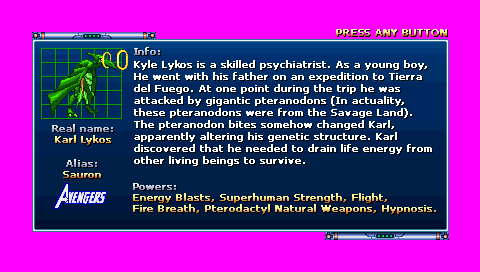 PRESS ANY BUTTON
Info:
Kyle Lykos is a skilled psychiatrist. As a young boy,
He went with his father on an expedition to Tierra
del Fuego. At one point during the trip he was
attacked by gigantic pteranodons (In actuality,
these pteranodons were from the Savage Land).
The pteranodon bites somehow changed Karl,
apparently altering his genetic structure. Karl
discovered that he needed to drain life energy from
other living beings to survive.
Real name:
Karl Lykos
Alias:
Sauron
AVENGERS
Powers:
Energy Blasts, Superhuman Strength, Flight,
Fire Breath, Pterodactyl Natural Weapons, Hypnosis.